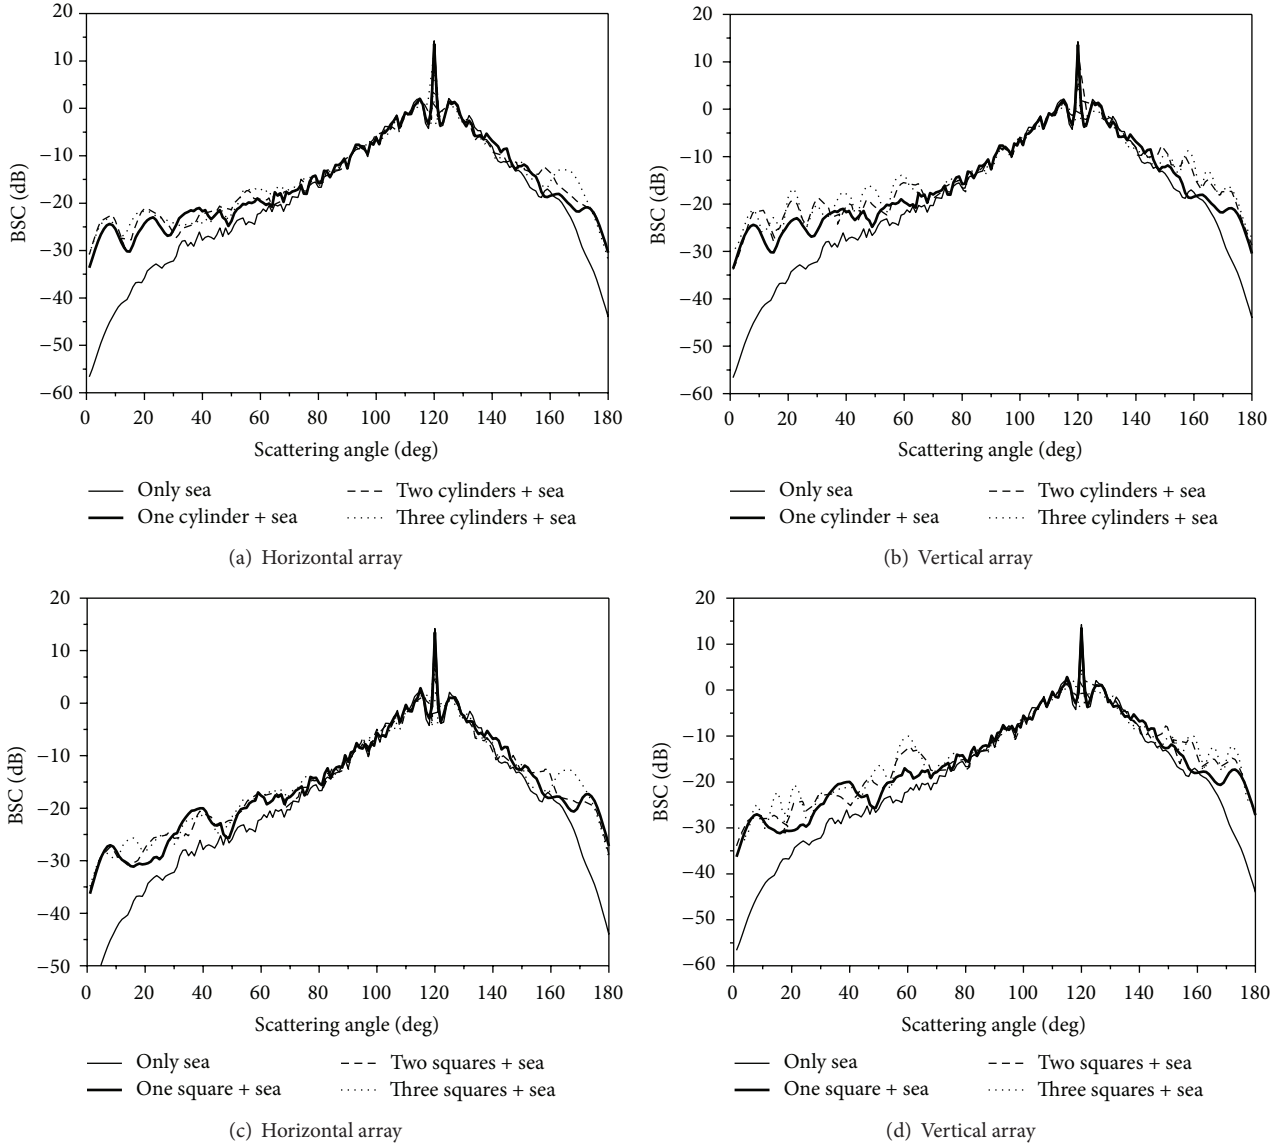 20
10
0
−10
−20
−30
−40
−50
−60
BSC (dB)
0 20 40 60 80 100 120 140 160 180
Scattering angle (deg)
Only sea
One cylinder + sea
Two cylinders + sea
Three cylinders + sea
(a) Horizontal array
20
10
0
−10
−20
−30
−40
−50
−60
BSC (dB)
0 20 40 60 80 100 120 140 160 180
Scattering angle (deg)
Only sea
One cylinder + sea
Two cylinders + sea
Three cylinders + sea
(b) Vertical array
20
10
0
−10
−20
−30
−40
−50
BSC (dB)
0 20 40 60 80 100 120 140 160 180
Scattering angle (deg)
Only sea
One square + sea
Two squares + sea
Three squares + sea
(c) Horizontal array
20
10
0
−10
−20
−30
−40
−50
−60
BSC (dB)
0 20 40 60 80 100 120 140 160 180
Scattering angle (deg)
Only sea
One square + sea
Two squares + sea
Three squares + sea
(d) Vertical array